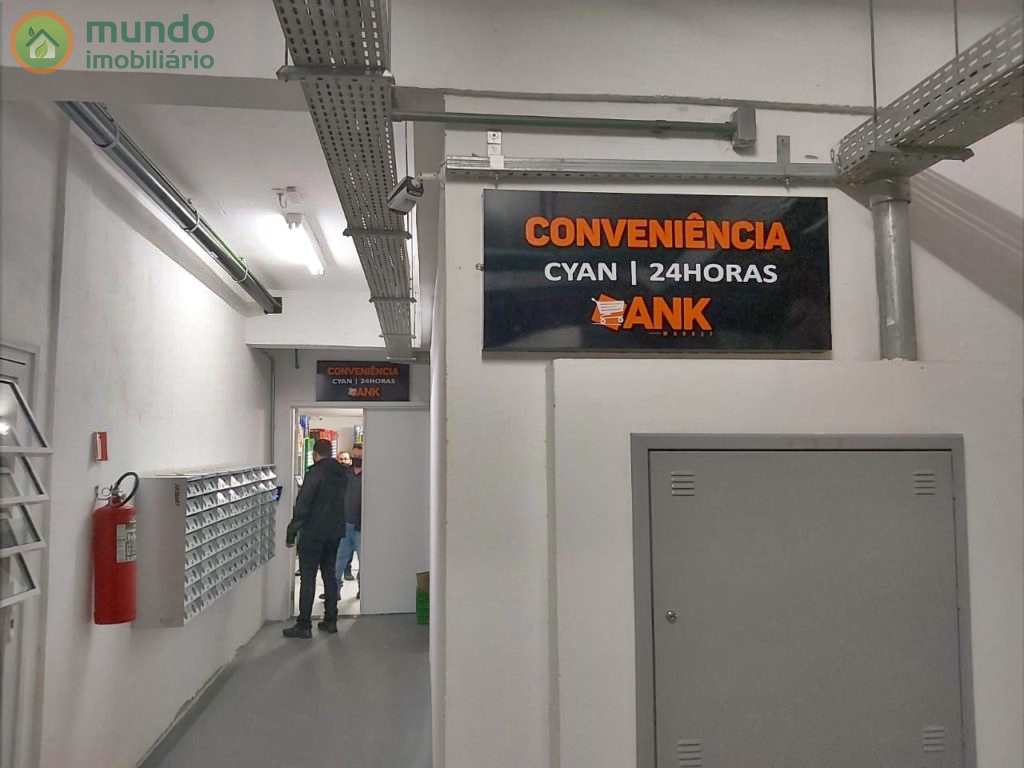 mundo
imobiliário
CONVENIÊNCIA
CYAN | 24HORAS
ANK
CONVENIÊNCIA
CYAN | 24HORAS
ANK